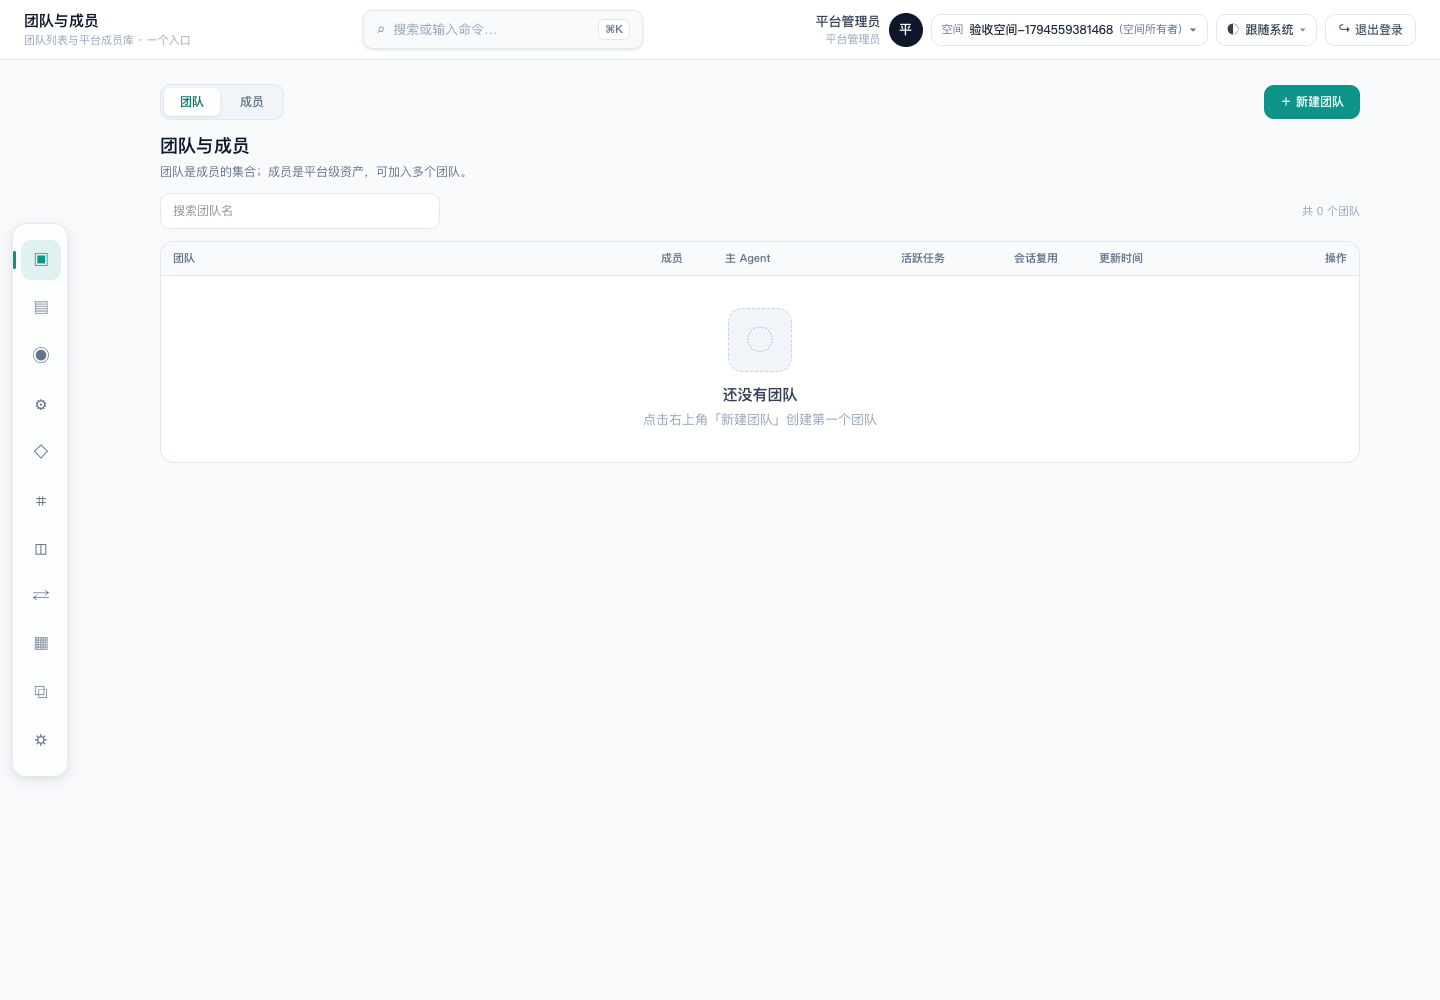 团队与成员
团队列表与平台成员库 · 一个入口
搜索或输入命令… ⌘K
平台管理员
平台管理员
平
空间 验收空间-1794559381468 (空间所有者)
跟随系统
退出登录
团队 成员
+ 新建团队
团队与成员
团队是成员的集合；成员是平台级资产，可加入多个团队。
搜索团队名
共 0 个团队
团队 成员 主 Agent 活跃任务 会话复用 更新时间 操作
还没有团队
点击右上角「新建团队」创建第一个团队